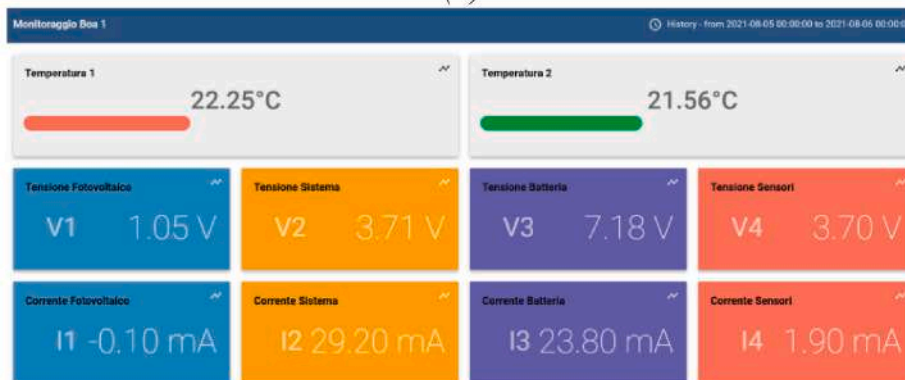 Monitoraggio Boa 1
History - from 2021-08-05 00:00:00 to 2021-08-06 00:00:0
Temperatura 1
22.25°C
Temperatura 2
21.56°C
Tensione Fotovoltaico
V1 1.05 V
Tensione Sistema
V2 3.71 V
Tensione Batteria
V3 7.18 V
Tensione Sensori
V4 3.70 V
Corrente Fotovoltaico
I1 -0.10 mA
Corrente Sistema
I2 29.20 mA
Corrente Batteria
I3 23.80 mA
Corrente Sensori
I4 1.90 mA